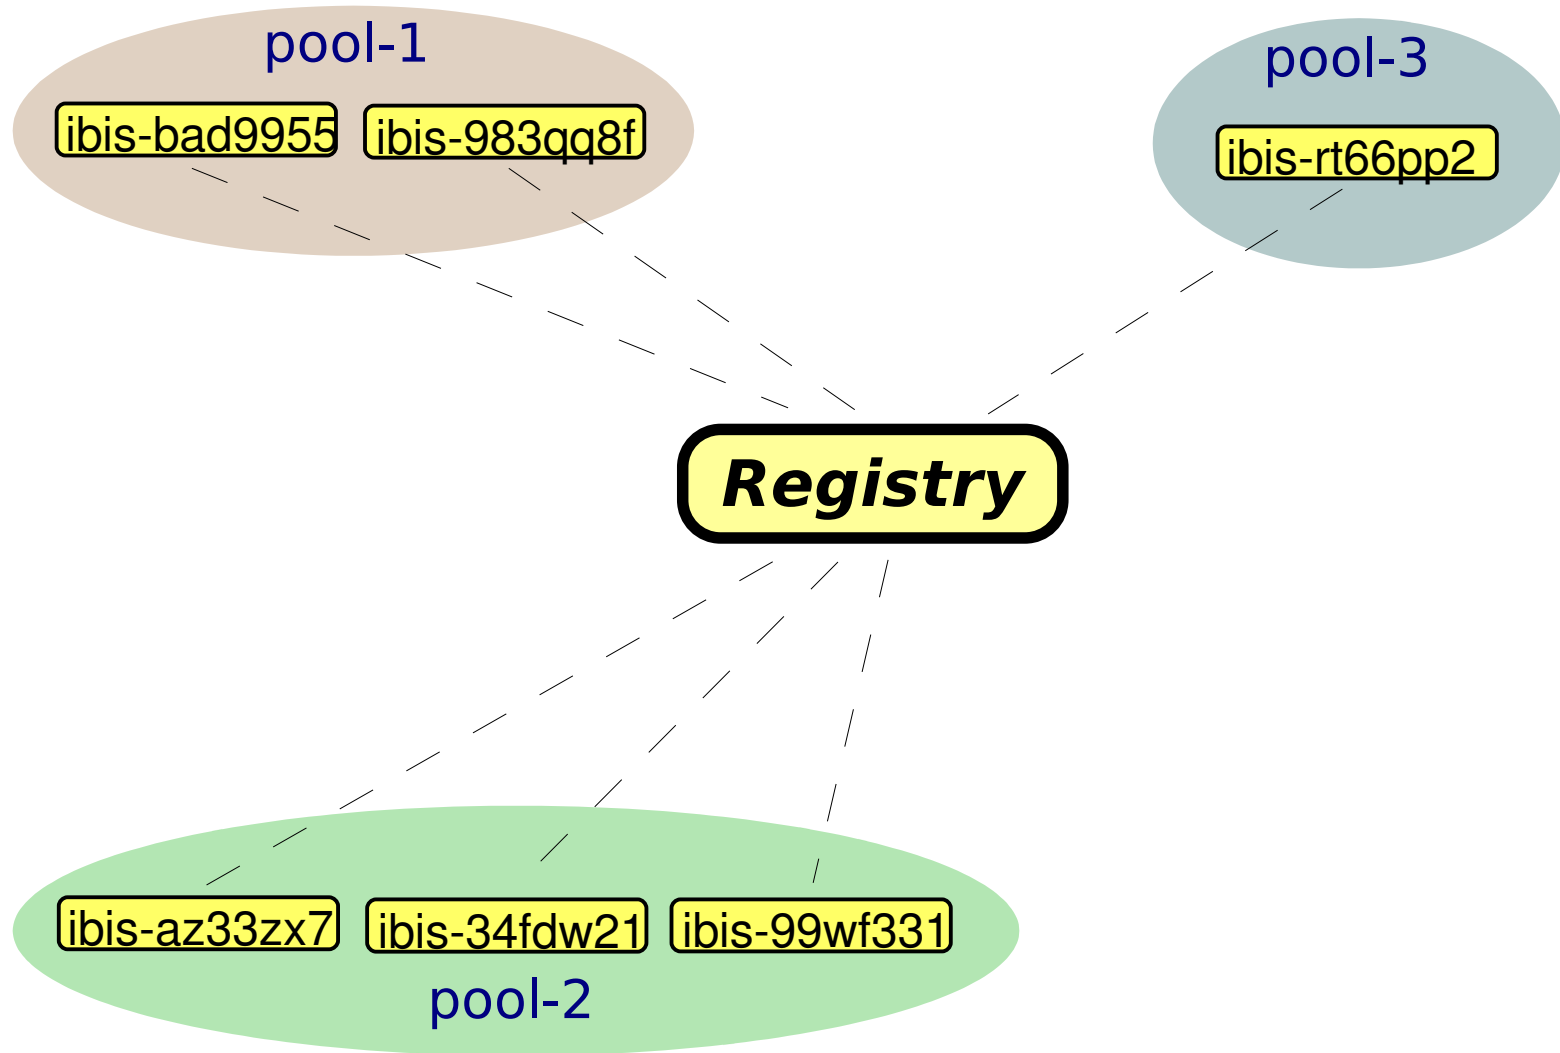 pool-1
ibis-bad9955
ibis-983qq8f
pool-3
ibis-rt66pp2
Registry
ibis-az33zx7
ibis-34fdw21
ibis-99wf331
pool-2